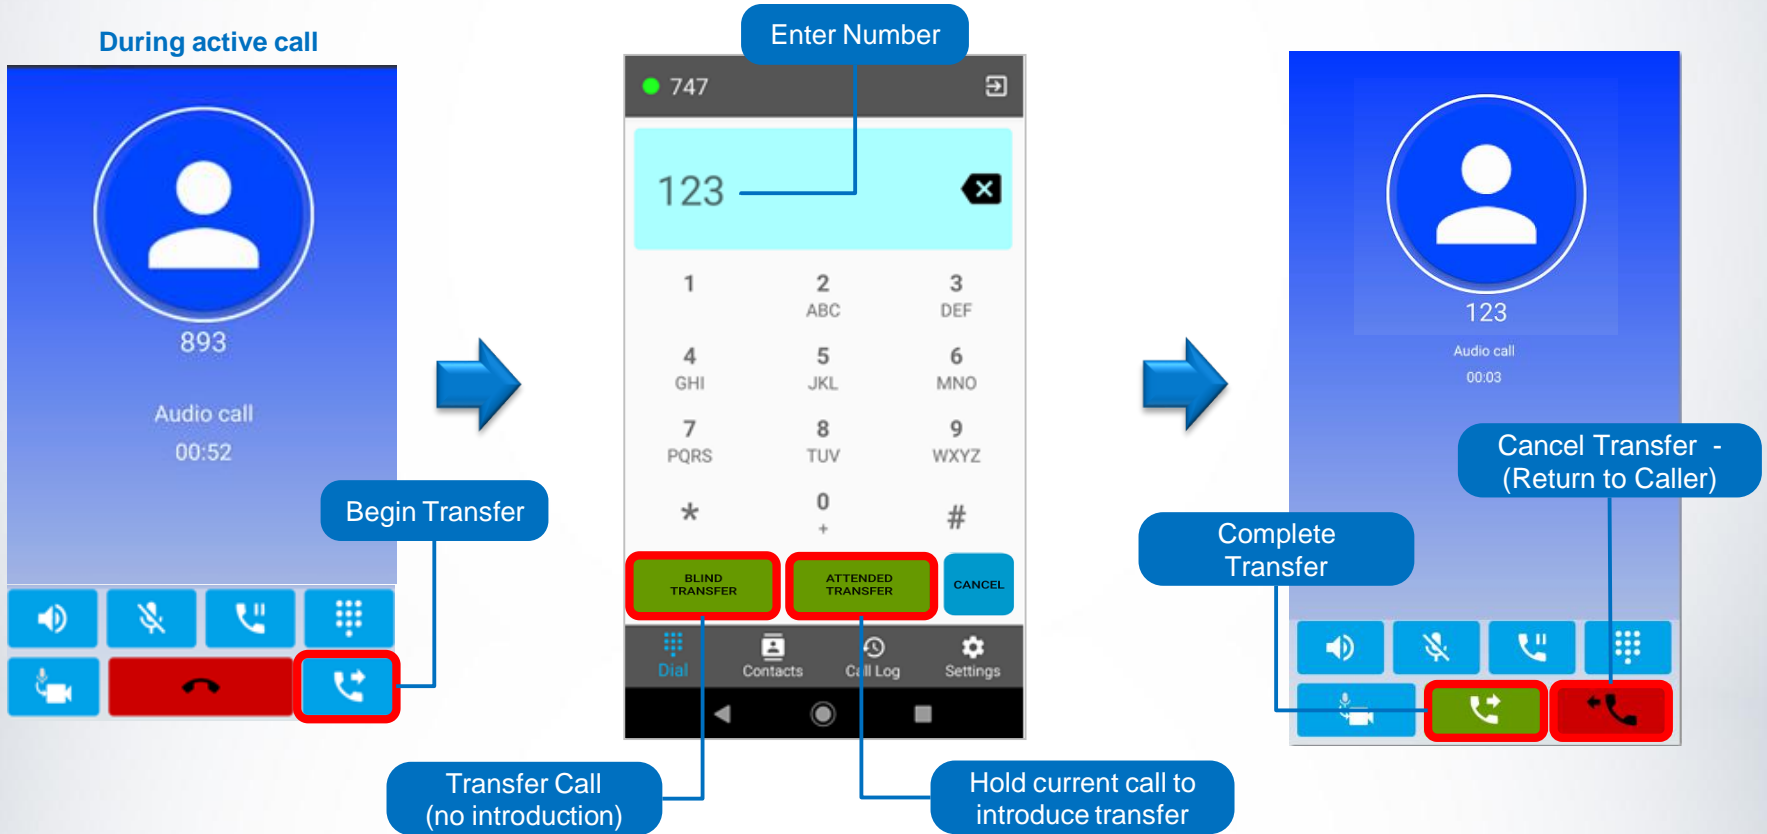 During active call
893
Audio call
00:52
Begin Transfer
Enter Number
747
123
1
2
ABC
3
DEF
4
GHI
5
JKL
6
MNO
7
PQRS
8
TUV
9
WXYZ
*
0
+
#
BLIND
TRANSFER
ATTENDED
TRANSFER
CANCEL
Dial
Contacts
Call Log
Settings
Transfer Call
(no introduction)
Hold current call to
introduce transfer
123
Audio call
00:03
Cancel Transfer -
(Return to Caller)
Complete
Transfer